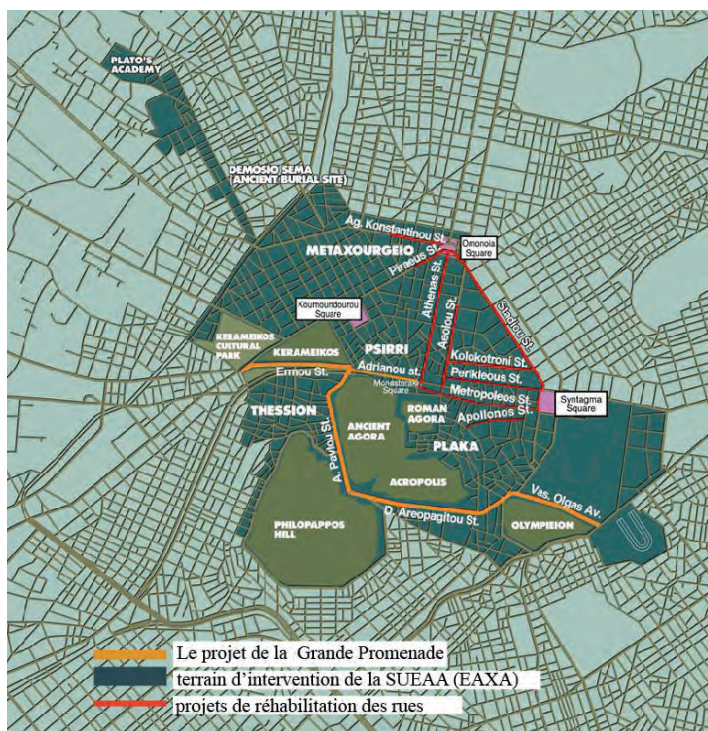 PLATO'S
ACADEMY
DEMOSIO SEMA
(ANCIENT BURIAL SITE)
Ag. Konstantinou St.
Omonoia
Square
METAXOURGEIO
Piraeus St.
Athenas St.
Aeolou St.
Stadiou St.
Koumoundourou
Square
PSIRRI
KERAMEIKOS
CULTURAL
PARK
KERAMEIKOS
Kolokotroni St.
Adrianou st.
Perikleous St.
Ermou St.
Monasteraki
Square
Metropoleos St.
Syntagma
Square
THESSION
ROMAN
AGORA
Apollonos St.
ANCIENT
AGORA
PLAKA
A. Pavlou St.
ACROPOLIS
Vas. Olgas Av.
D. Areopagitou St.
OLYMPIEION
PHILOPAPPOS
HILL
Le projet de la Grande Promenade
terrain d'intervention de la SUEAA (EAXA)
projets de réhabilitation des rues